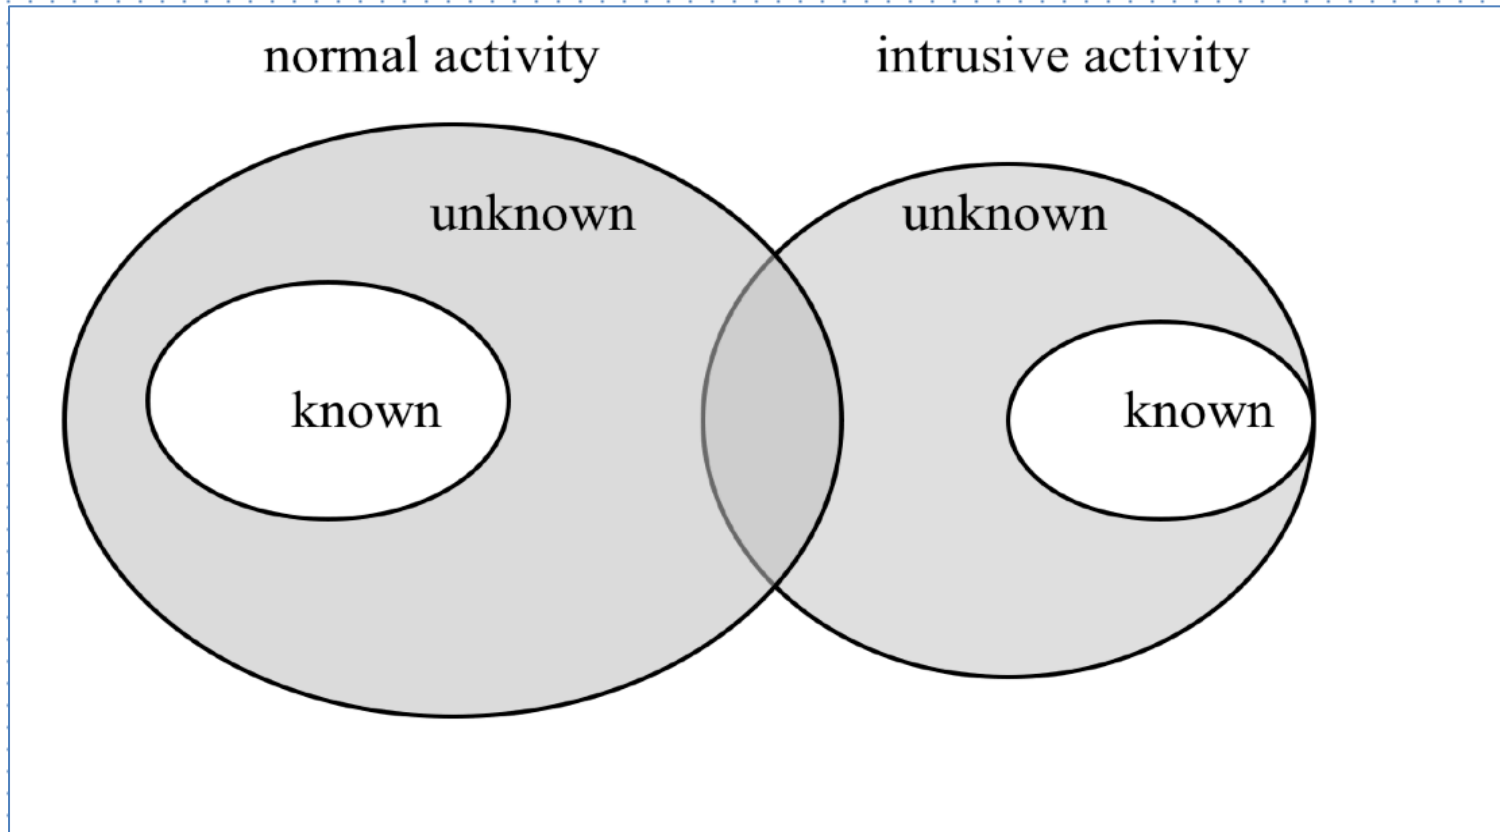 normal activity
intrusive activity
unknown
unknown
known
known